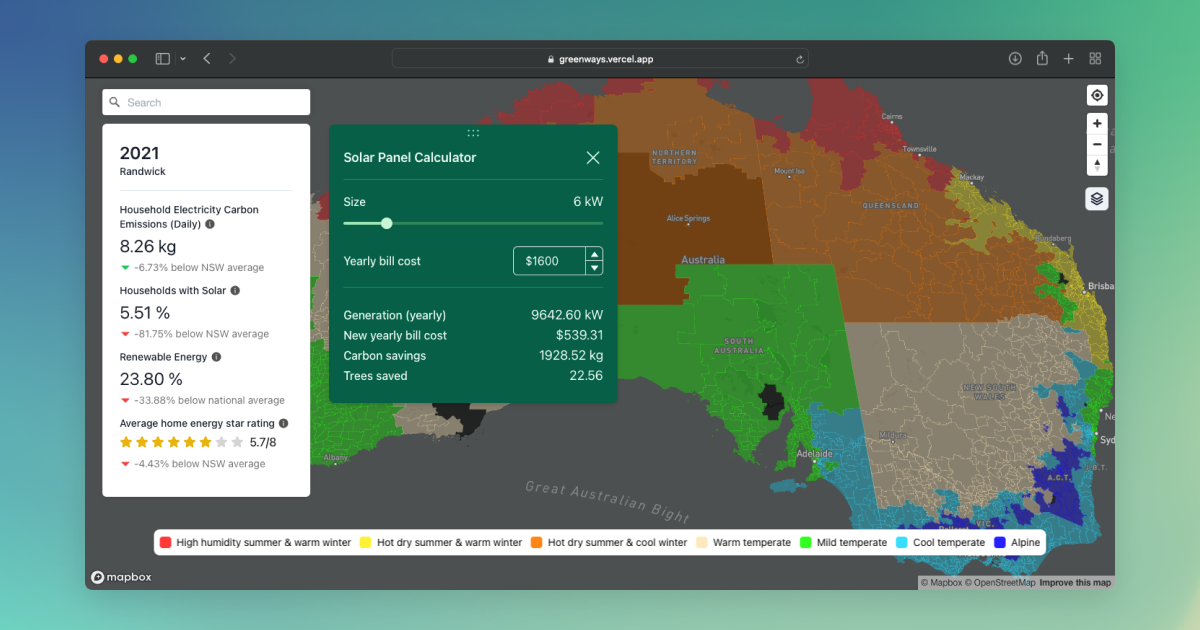 greenways.vercel.app
Search
2021
Randwick
Household Electricity Carbon
Emissions (Daily)
8.26 kg
-6.73% below NSW average
Households with Solar
5.51 %
-81.75% below NSW average
Renewable Energy
23.80 %
-33.88% below national average
Average home energy star rating
5.7/8
-4.43% below NSW average
Solar Panel Calculator
Size 6 kW
Yearly bill cost $1600
Generation (yearly) 9642.60 kW
New yearly bill cost $539.31
Carbon savings 1928.52 kg
Trees saved 22.56
Cairns
Townsville
NORTHERN
TERRITORY
Mount Isa
Mackay
QUEENSLAND
Alice Springs
Bundaberg
Australia
Brisba
SOUTH
AUSTRALIA
NEW SOUTH
WALES
Ne
Mildura
Syd
Adelaide
Albany
A.C.T.
Great Australian Bight
VIC.
High humidity summer & warm winter
Hot dry summer & warm winter
Hot dry summer & cool winter
Warm temperate
Mild temperate
Cool temperate
Alpine
mapbox
© Mapbox © OpenStreetMap Improve this map